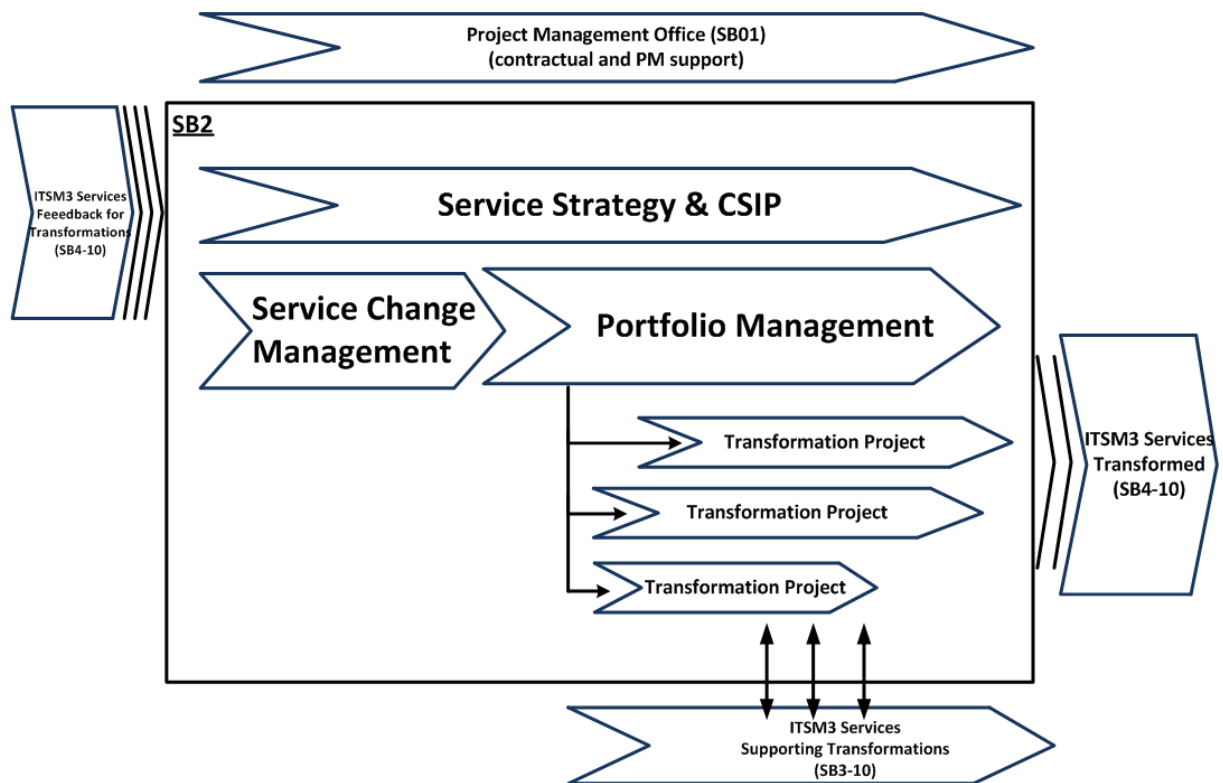 Project Management Office (SB01)
(contractual and PM support)
SB2
ITSM3 Services
Feeedback for
Transformations
(SB4-10)
Service Strategy & CSIP
Service Change
Management
Portfolio Management
Transformation Project
Transformation Project
Transformation Project
ITSM3 Services
Transformed
(SB4-10)
ITSM3 Services
Supporting Transformations
(SB3-10)